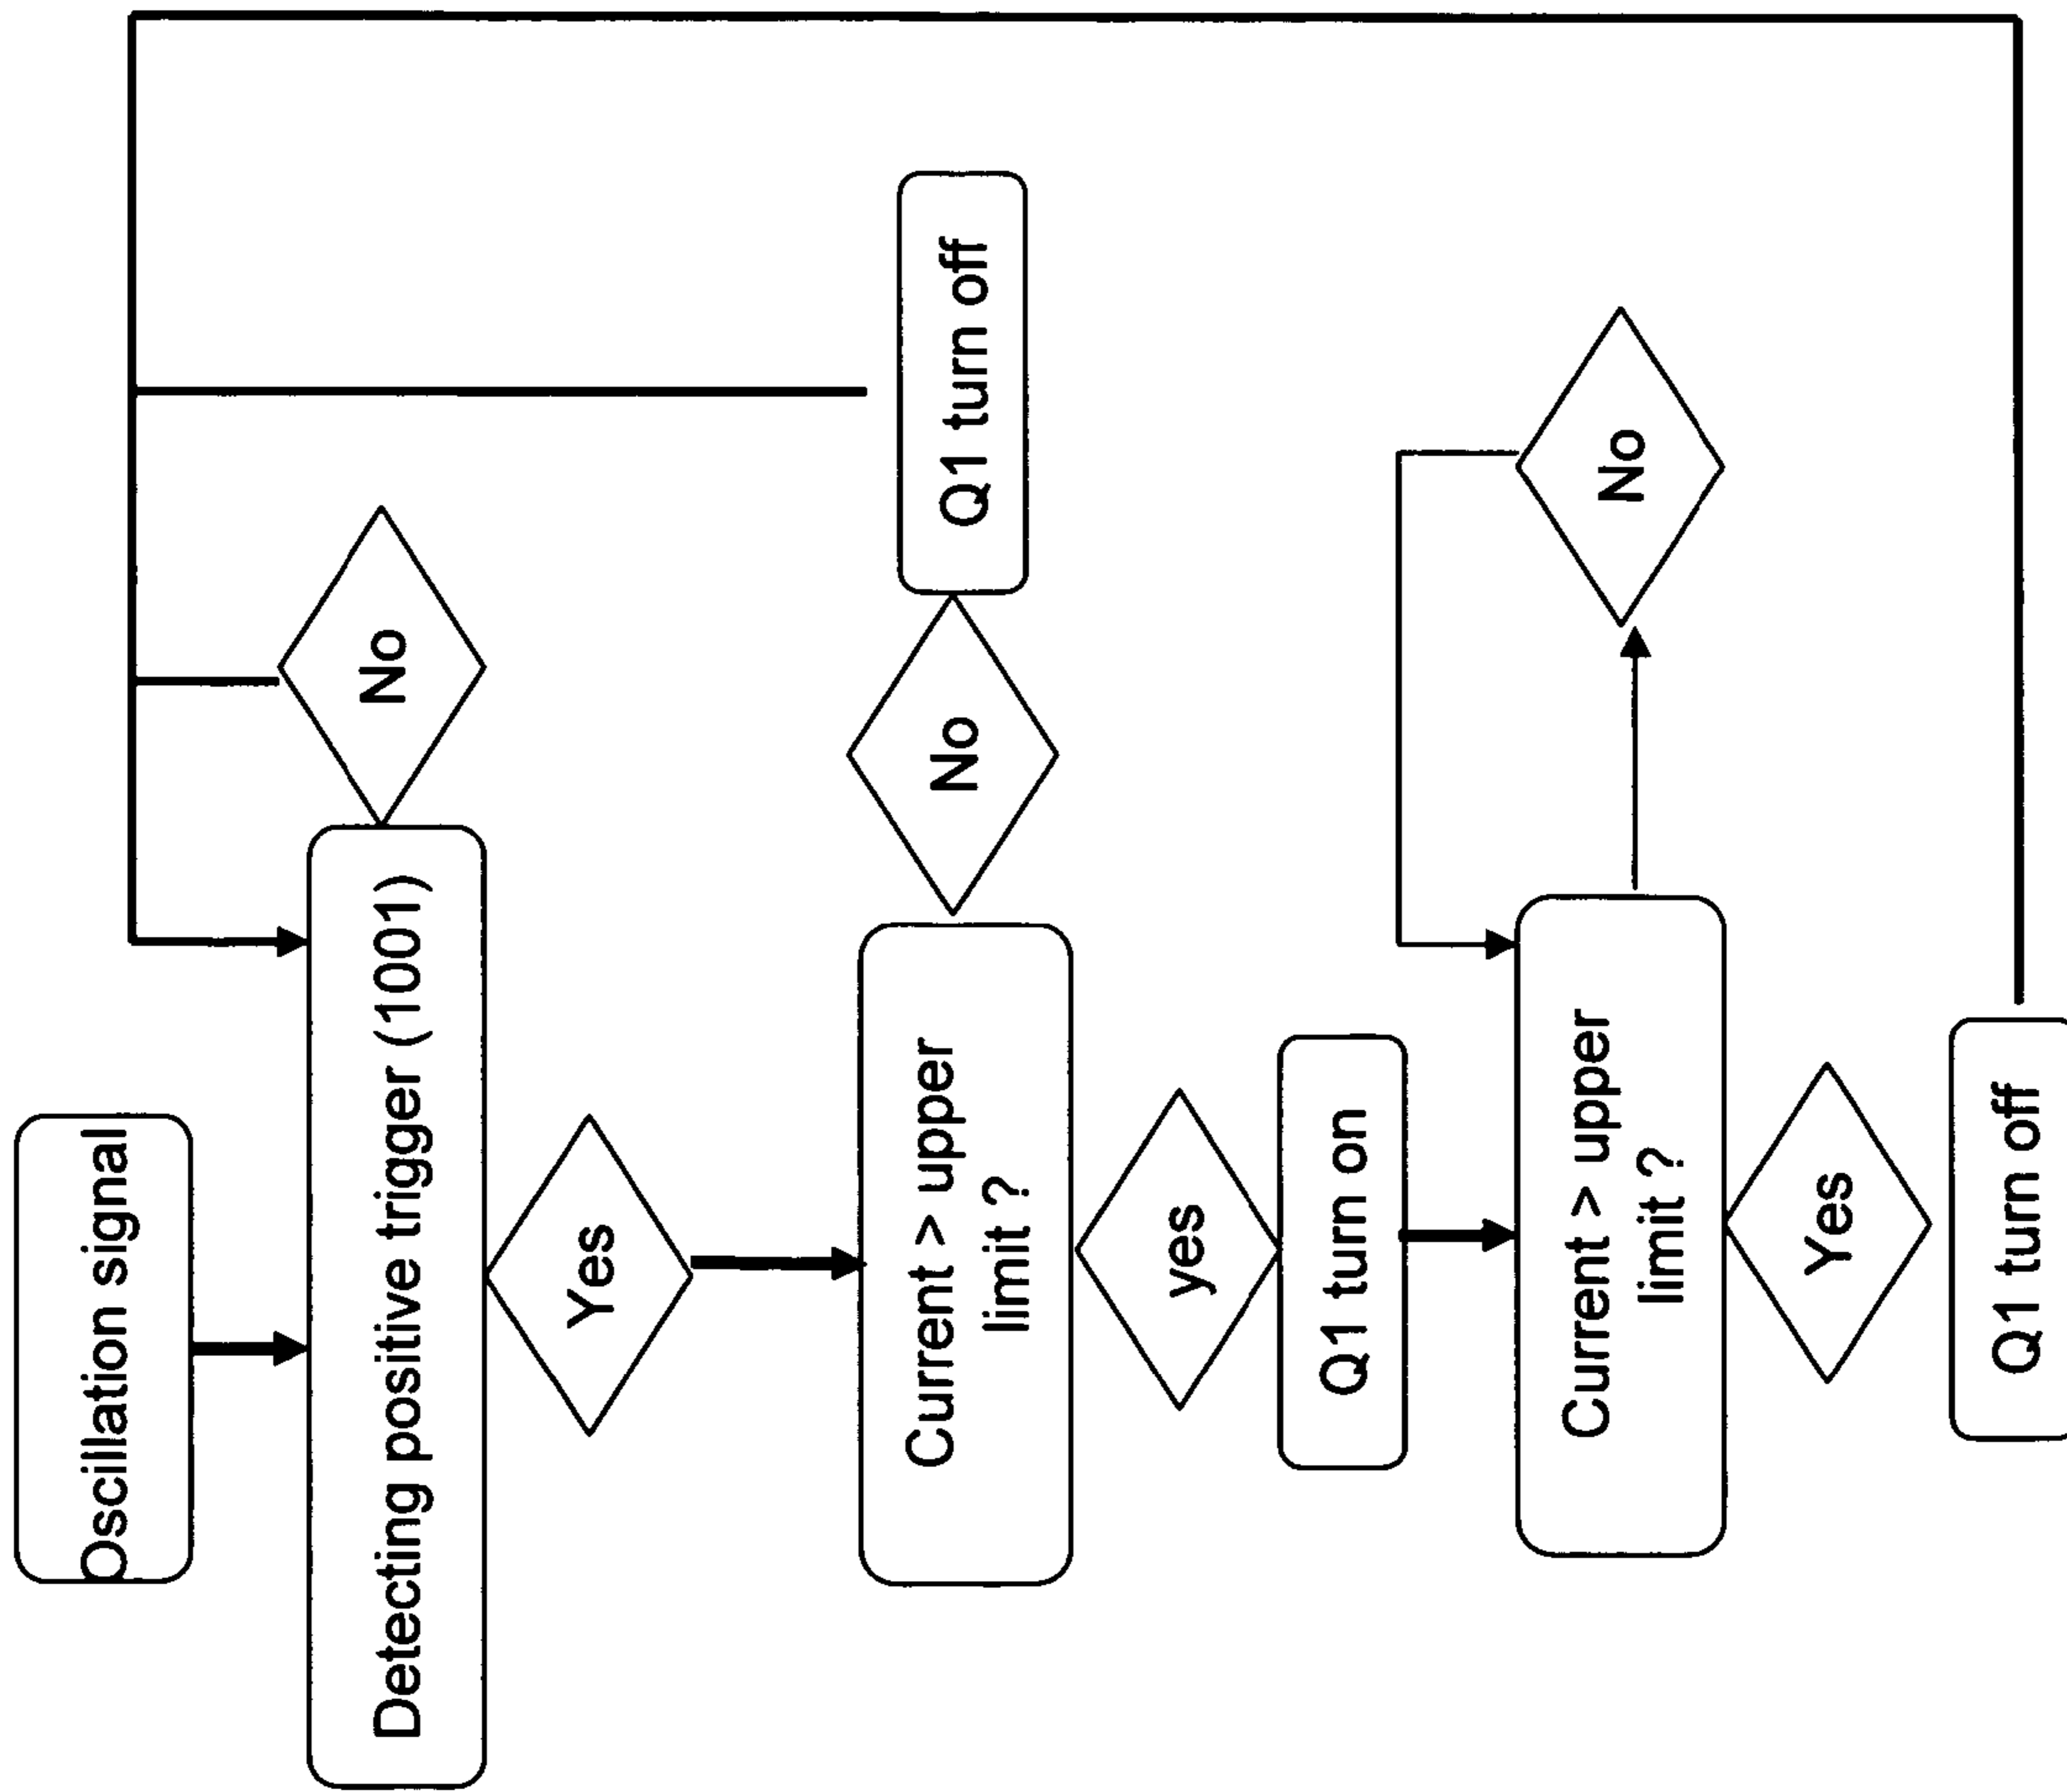 Oscillation signal
Detecting positive trigger (1001)
No
Yes
Current > upper
limit ?
No
Q1 turn off
yes
Q1 turn on
Current > upper
limit ?
No
Yes
Q1 turn off